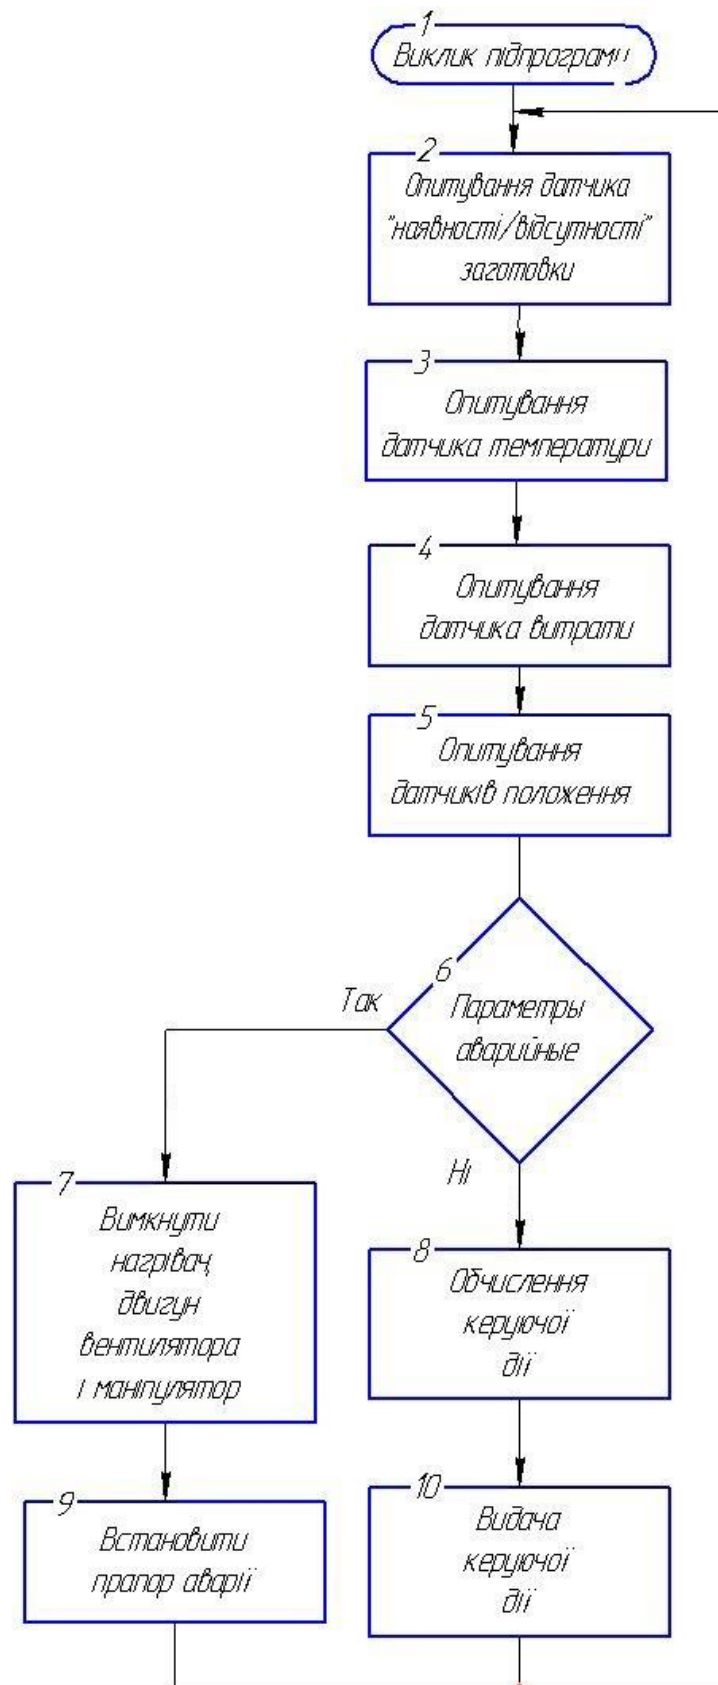 1
Виклик підпрограми
2
Опитування датчика
"наявності/відсутності"
заготовки
3
Опитування
датчика температури
4
Опитування
датчика витрати
5
Опитування
датчиків положення
6
Параметры
аварийные
Так
Ні
7
Вимкнути
нагрівач,
двигун
вентилятора
і маніпулятор
8
Обчислення
керуючої
дії
9
Встановити
прапор аварії
10
Видача
керуючої
дії